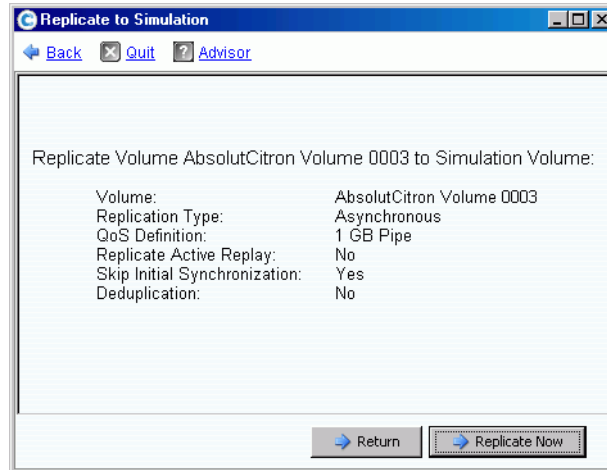 Replicate to Simulation
Back Quit Advisor
Replicate Volume AbsolutCitron Volume 0003 to Simulation Volume:
Volume: AbsolutCitron Volume 0003
Replication Type: Asynchronous
QoS Definition: 1 GB Pipe
Replicate Active Replay: No
Skip Initial Synchronization: Yes
Deduplication: No
Return Replicate Now